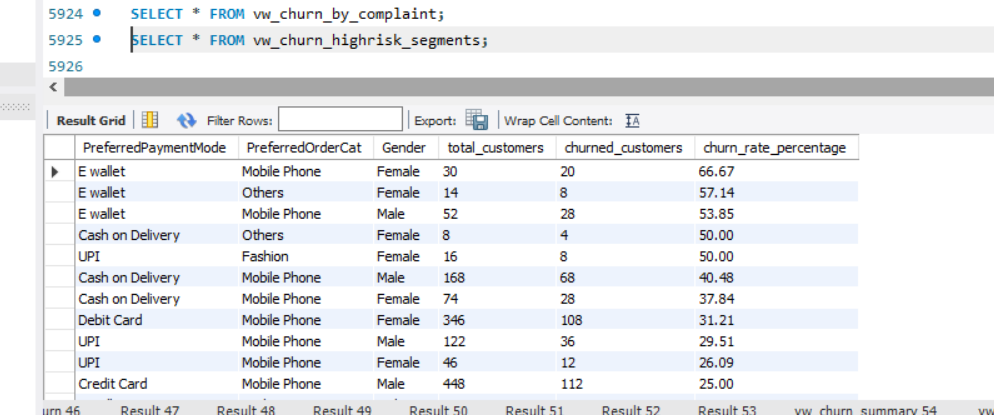 5924 SELECT * FROM vw_churn_by_complaint;
5925 SELECT * FROM vw_churn_highrisk_segments;
5926
Result Grid Filter Rows: Export: Wrap Cell Content:
PreferredPaymentMode PreferredOrderCat Gender total_customers churned_customers churn_rate_percentage
E wallet Mobile Phone Female 30 20 66.67
E wallet Others Female 14 8 57.14
E wallet Mobile Phone Male 52 28 53.85
Cash on Delivery Others Female 8 4 50.00
UPI Fashion Female 16 8 50.00
Cash on Delivery Mobile Phone Male 168 68 40.48
Cash on Delivery Mobile Phone Female 74 28 37.84
Debit Card Mobile Phone Female 346 108 31.21
UPI Mobile Phone Male 122 36 29.51
UPI Mobile Phone Female 46 12 26.09
Credit Card Mobile Phone Male 448 112 25.00
urn 46 Result 47 Result 48 Result 49 Result 50 Result 51 Result 52 Result 53 vw_churn_summary 54 vw